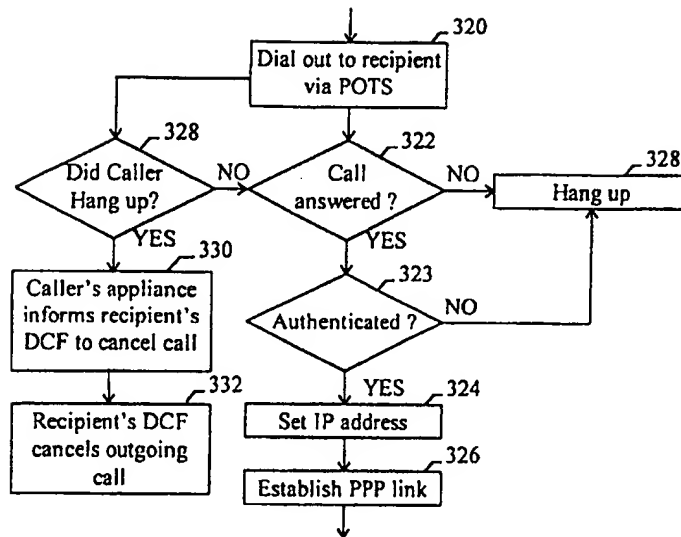 320
Dial out to recipient
via POTS
328
Did Caller
Hang up?
NO
322
Call
answered ?
NO
328
Hang up
YES
330
Caller's appliance
informs recipient's
DCF to cancel call
YES
323
Authenticated ?
NO
332
Recipient's DCF
cancels outgoing
call
YES
324
Set IP address
326
Establish PPP link